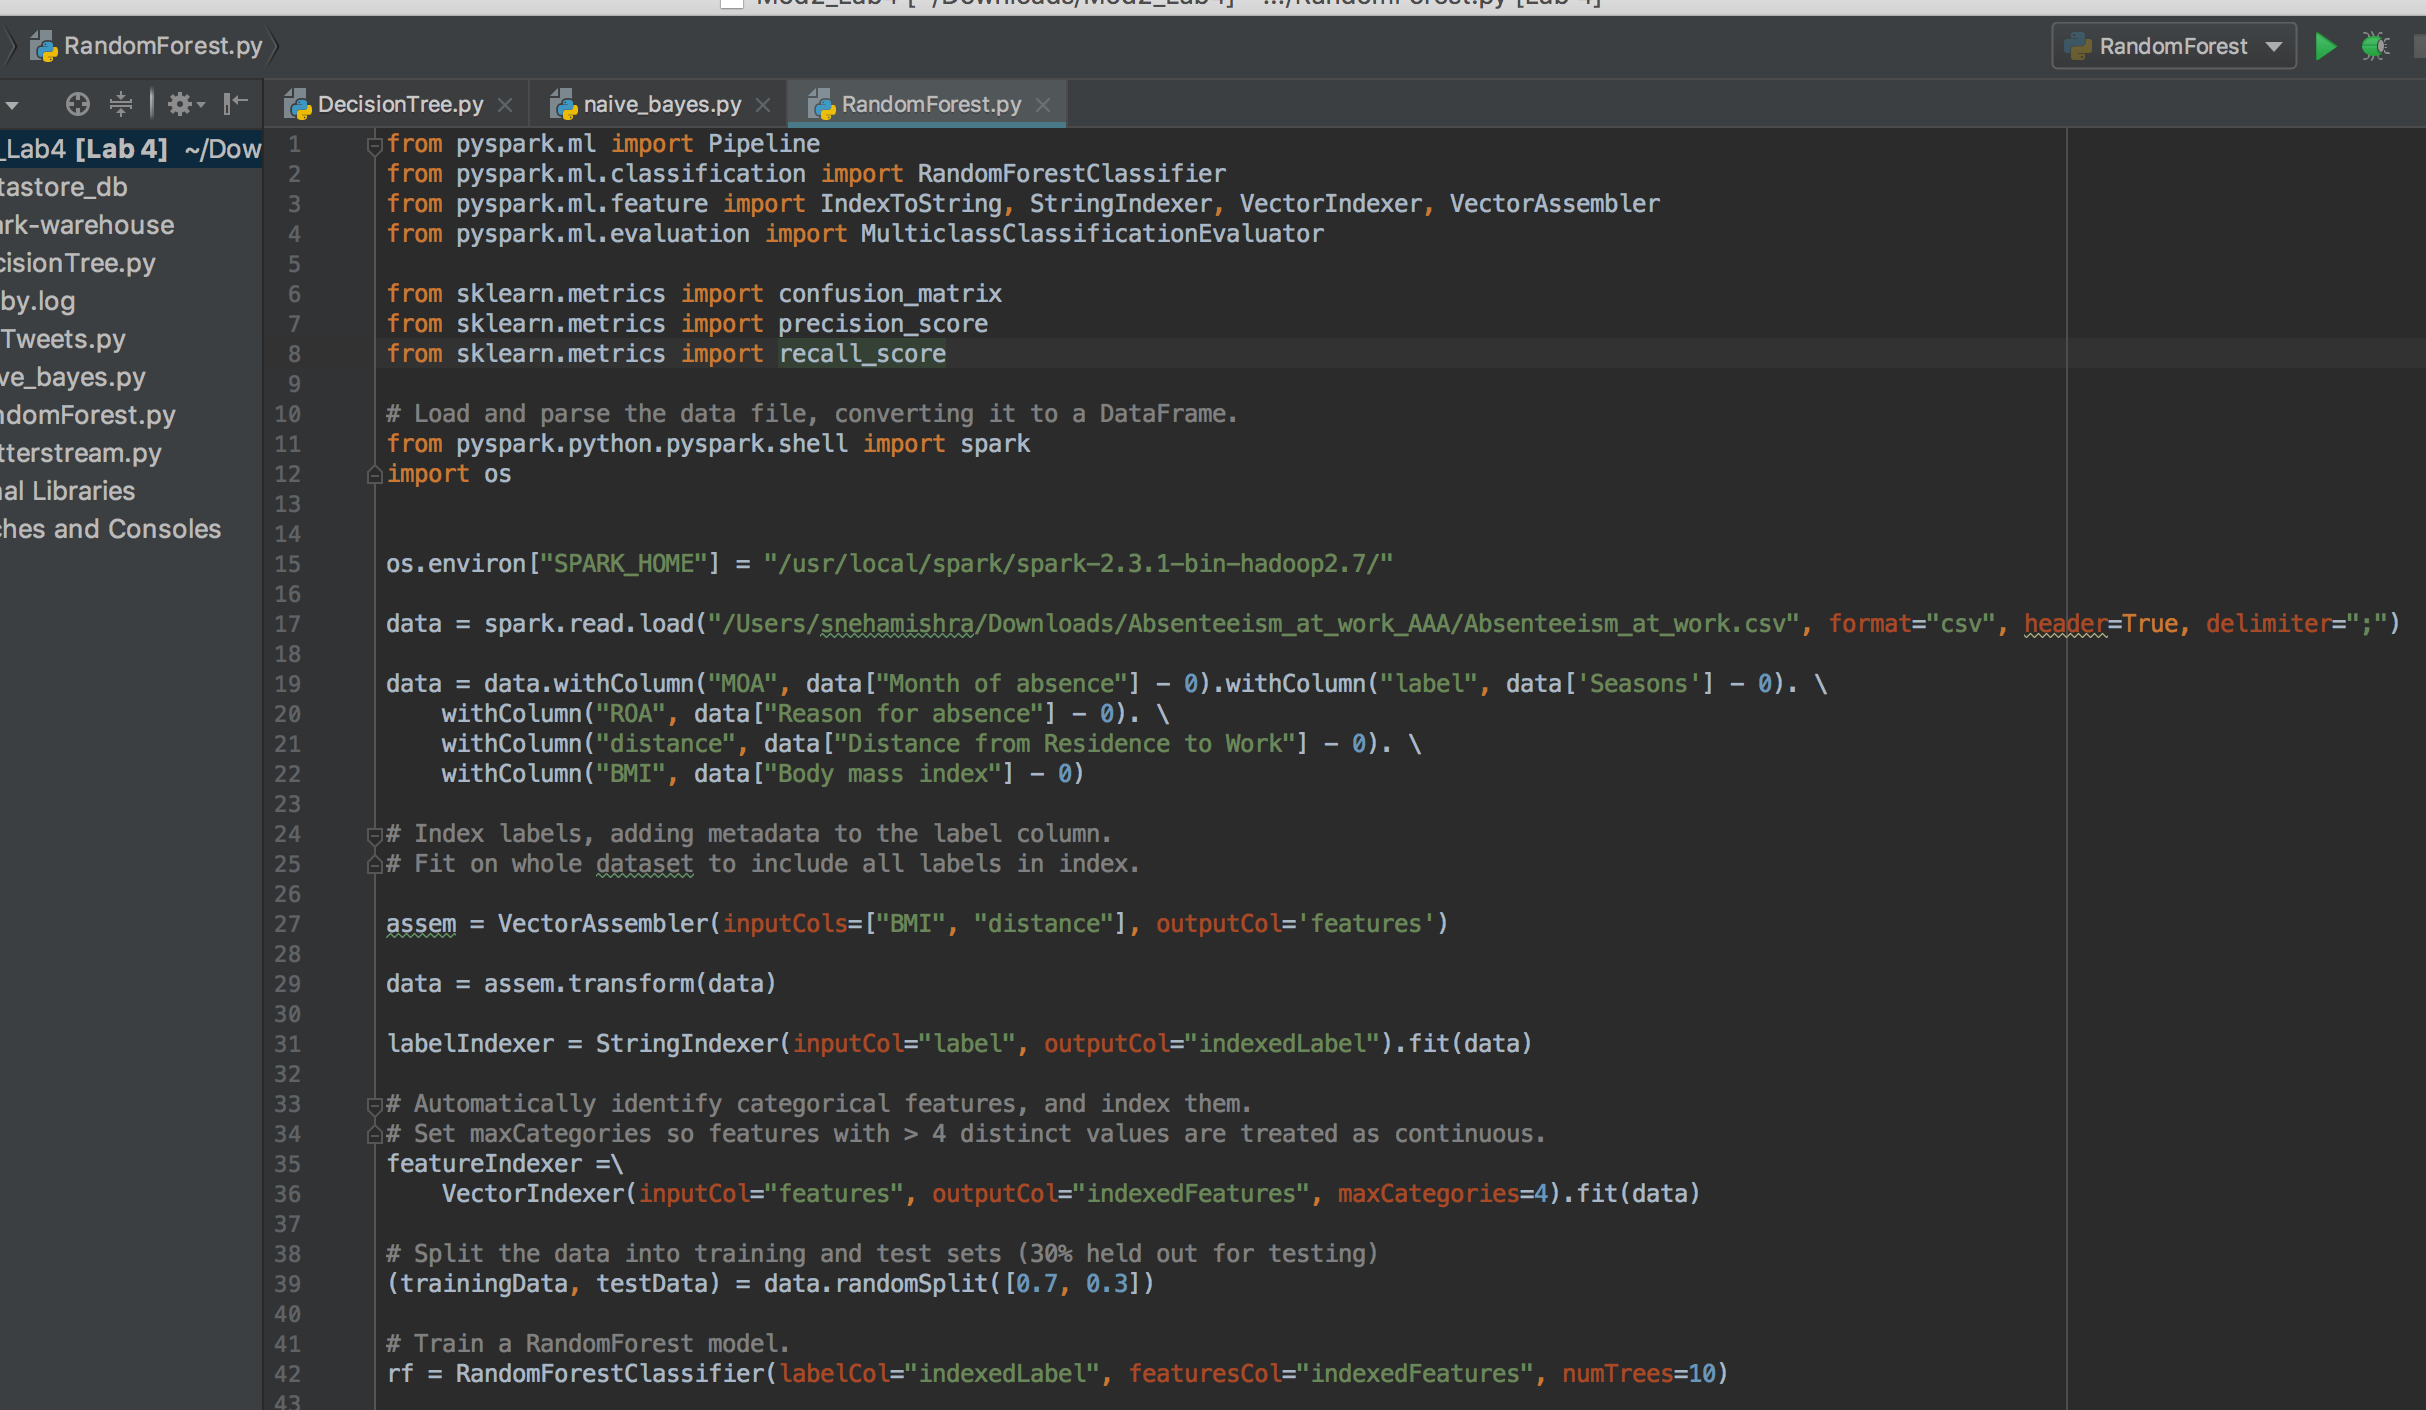 RandomForest.py
RandomForest
DecisionTree.py
naive_bayes.py
RandomForest.py
_Lab4 [Lab 4] ~/Dow
tastore_db
ark-warehouse
cisionTree.py
by.log
Tweets.py
ve_bayes.py
ndomForest.py
tterstream.py
nal Libraries
ches and Consoles
1 from pyspark.ml import Pipeline
2 from pyspark.ml.classification import RandomForestClassifier
3 from pyspark.ml.feature import IndexToString, StringIndexer, VectorIndexer, VectorAssembler
4 from pyspark.ml.evaluation import MulticlassClassificationEvaluator
5
6 from sklearn.metrics import confusion_matrix
7 from sklearn.metrics import precision_score
8 from sklearn.metrics import recall_score
9
10 # Load and parse the data file, converting it to a DataFrame.
11 from pyspark.python.pyspark.shell import spark
12 import os
13
14
15 os.environ["SPARK_HOME"] = "/usr/local/spark/spark-2.3.1-bin-hadoop2.7/"
16
17 data = spark.read.load("/Users/snehamishra/Downloads/Absenteeism_at_work_AAA/Absenteeism_at_work.csv", format="csv", header=True, delimiter=";")
18
19 data = data.withColumn("MOA", data["Month of absence"] - 0).withColumn("label", data['Seasons'] - 0). \
20     withColumn("ROA", data["Reason for absence"] - 0). \
21     withColumn("distance", data["Distance from Residence to Work"] - 0). \
22     withColumn("BMI", data["Body mass index"] - 0)
23
24 # Index labels, adding metadata to the label column.
25 # Fit on whole dataset to include all labels in index.
26
27 assem = VectorAssembler(inputCols=["BMI", "distance"], outputCol='features')
28
29 data = assem.transform(data)
30
31 labelIndexer = StringIndexer(inputCol="label", outputCol="indexedLabel").fit(data)
32
33 # Automatically identify categorical features, and index them.
34 # Set maxCategories so features with > 4 distinct values are treated as continuous.
35 featureIndexer =\
36     VectorIndexer(inputCol="features", outputCol="indexedFeatures", maxCategories=4).fit(data)
37
38 # Split the data into training and test sets (30% held out for testing)
39 (trainingData, testData) = data.randomSplit([0.7, 0.3])
40
41 # Train a RandomForest model.
42 rf = RandomForestClassifier(labelCol="indexedLabel", featuresCol="indexedFeatures", numTrees=10)
43